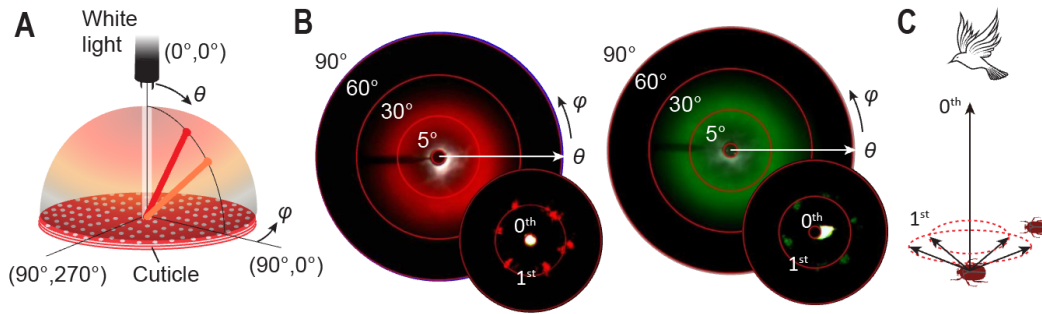 A
White
light
(0°,0°)
θ
φ
(90°,270°)
Cuticle
(90°,0°)
B
90°
60°
30°
5°
φ
θ
0th
1st
90°
60°
30°
5°
φ
θ
0th
1st
C
0th
1st